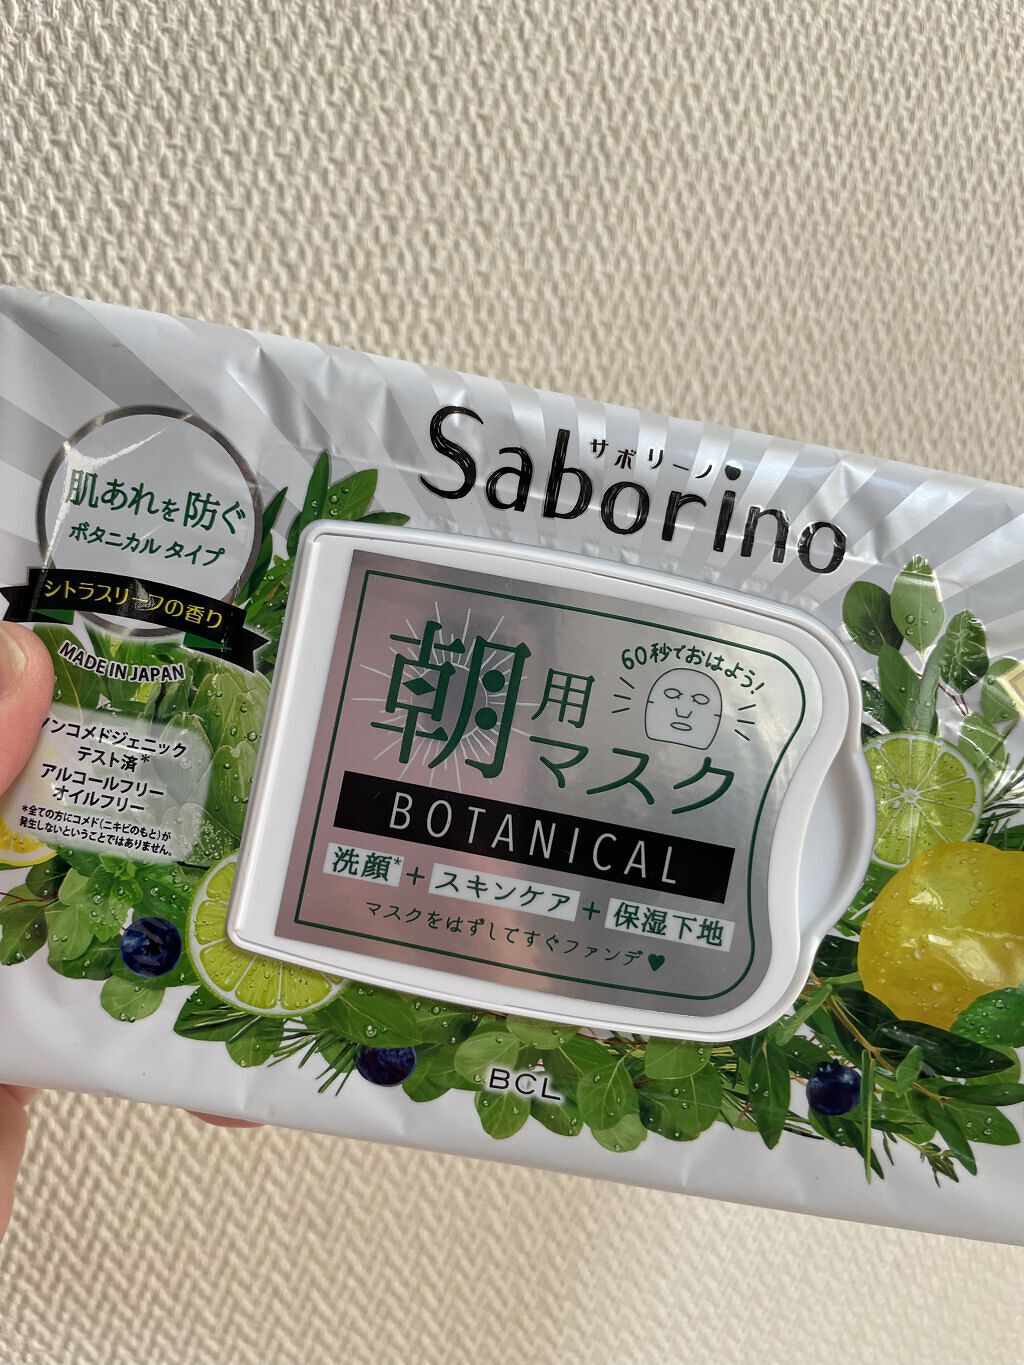 サボリーノ
Saborino
肌あれを防ぐ
ボタニカル タイプ
シトラスリーフの香り
MADE IN JAPAN
ノンコメドジェニック
テスト済*
アルコールフリー
オイルフリー
*全ての方にコメド(ニキビのもと)が
発生しないということではありません。
60秒でおはよう!
朝用マスク
BOTANICAL
洗顔*+スキンケア+保湿下地
マスクをはずしてすぐファンデ♥
BCL